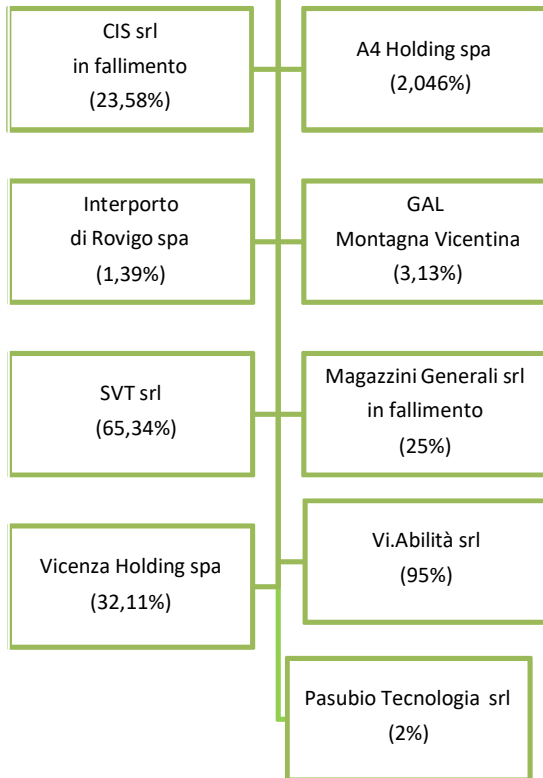 CIS srl
in fallimento
(23,58%)
A4 Holding spa
(2,046%)
Interporto
di Rovigo spa
(1,39%)
GAL
Montagna Vicentina
(3,13%)
SVT srl
(65,34%)
Magazzini Generali srl
in fallimento
(25%)
Vicenza Holding spa
(32,11%)
Vi.Abilità srl
(95%)
Pasubio Tecnologia srl
(2%)